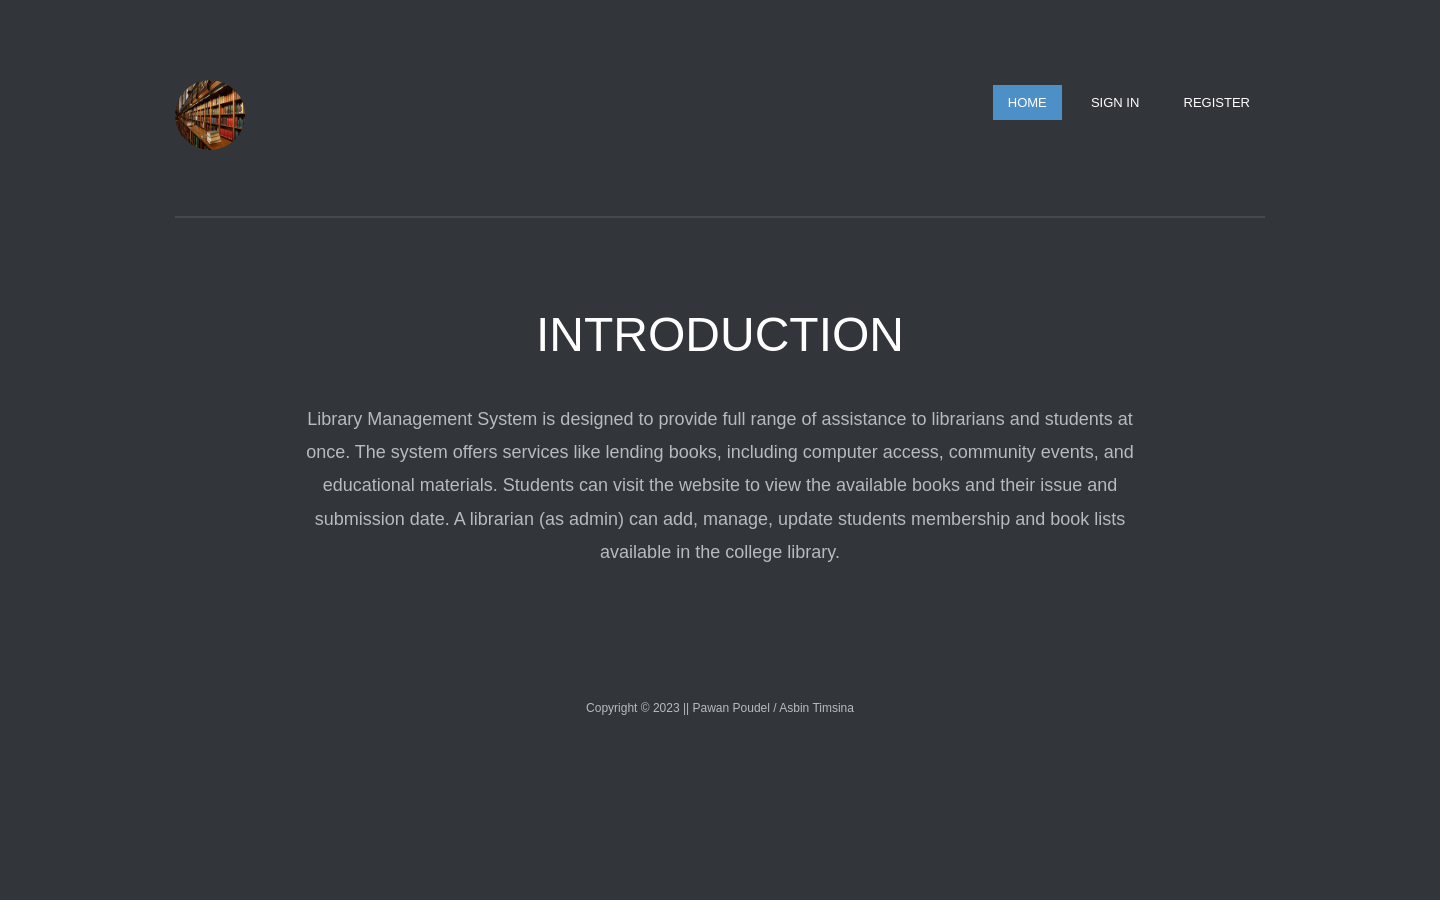 HOME
SIGN IN
REGISTER
INTRODUCTION
Library Management System is designed to provide full range of assistance to librarians and students at
once. The system offers services like lending books, including computer access, community events, and
educational materials. Students can visit the website to view the available books and their issue and
submission date. A librarian (as admin) can add, manage, update students membership and book lists
available in the college library.
Copyright © 2023 || Pawan Poudel / Asbin Timsina